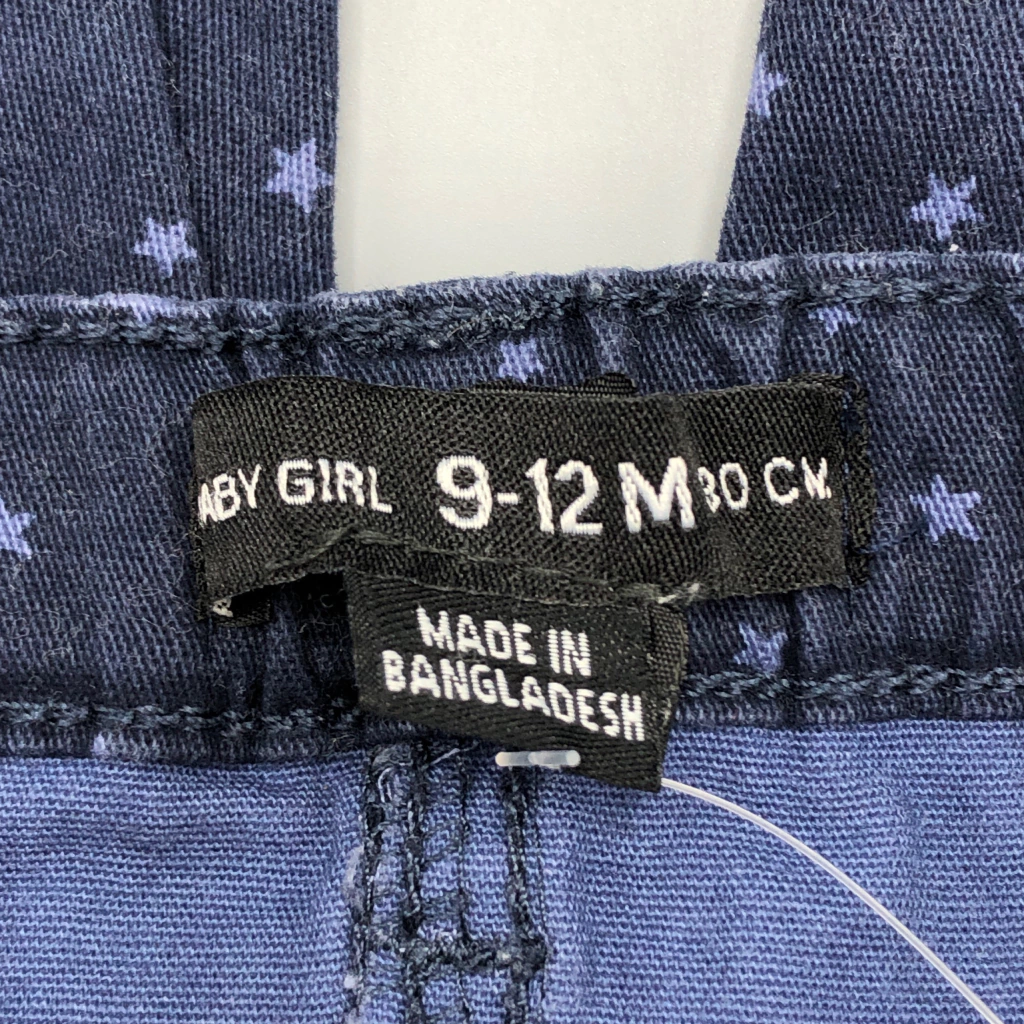 ABY GIRL 9-12 M 80 CM.
MADE IN
BANGLADESH